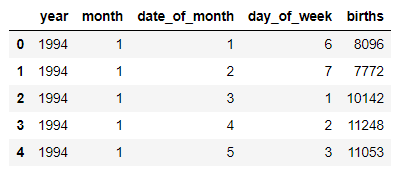 year month date_of_month day_of_week births
0 1994 1 1 6 8096
1 1994 1 2 7 7772
2 1994 1 3 1 10142
3 1994 1 4 2 11248
4 1994 1 5 3 11053